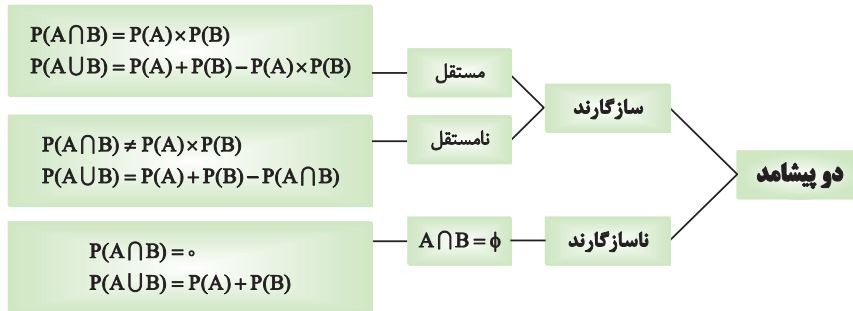 دو پیشامد
سازگارند
مستقل
P(A∩B)=P(A)×P(B)
P(A∪B)=P(A)+P(B)−P(A)×P(B)
نامستقل
P(A∩B)≠P(A)×P(B)
P(A∪B)=P(A)+P(B)−P(A∩B)
ناسازگارند
A∩B=ϕ
P(A∩B)=۰
P(A∪B)=P(A)+P(B)